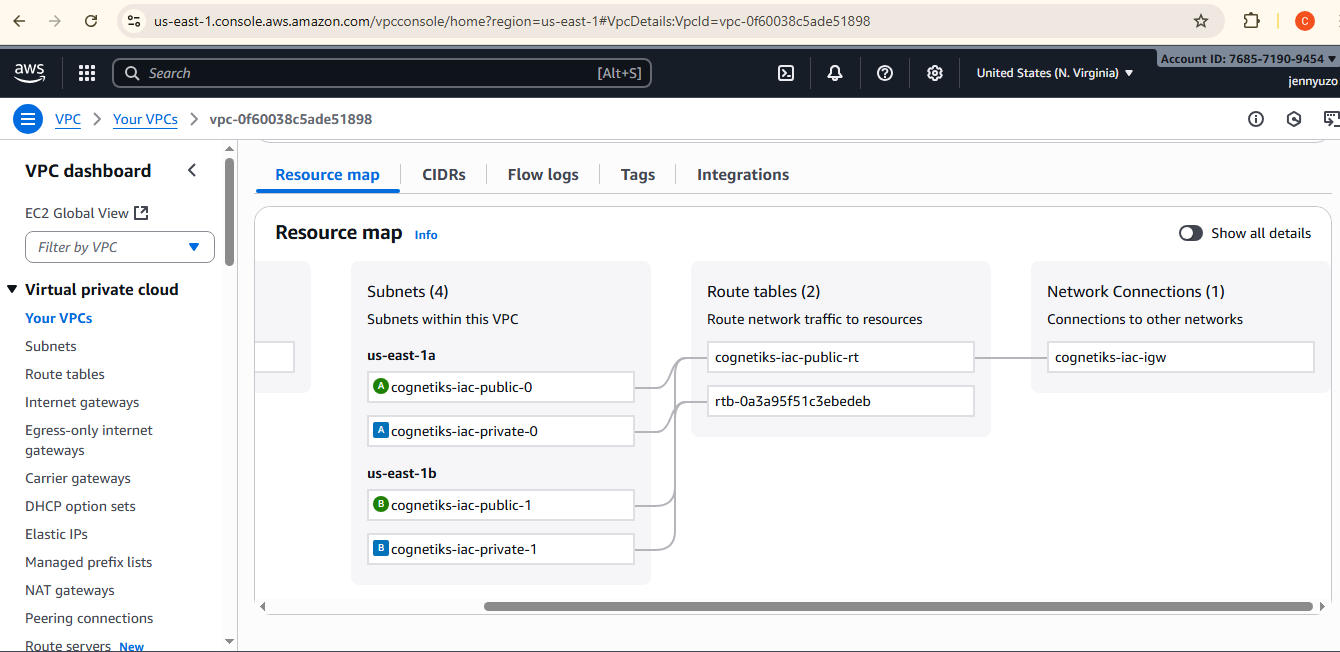 us-east-1.console.aws.amazon.com/vpcconsole/home?region=us-east-1#VpcDetails:VpcId=vpc-0f60038c5ade51898
C
aws
Search
[Alt+S]
United States (N. Virginia)
Account ID: 7685-7190-9454
jennyuzo
VPC
Your VPCs
vpc-0f60038c5ade51898
VPC dashboard
EC2 Global View
Filter by VPC
Virtual private cloud
Your VPCs
Subnets
Route tables
Internet gateways
Egress-only internet
gateways
Carrier gateways
DHCP option sets
Elastic IPs
Managed prefix lists
NAT gateways
Peering connections
Route servers New
Resource map
CIDRs
Flow logs
Tags
Integrations
Resource map Info
Show all details
Subnets (4)
Subnets within this VPC
us-east-1a
A cognetiks-iac-public-0
A cognetiks-iac-private-0
us-east-1b
B cognetiks-iac-public-1
B cognetiks-iac-private-1
Route tables (2)
Route network traffic to resources
cognetiks-iac-public-rt
rtb-0a3a95f51c3ebedeb
Network Connections (1)
Connections to other networks
cognetiks-iac-igw